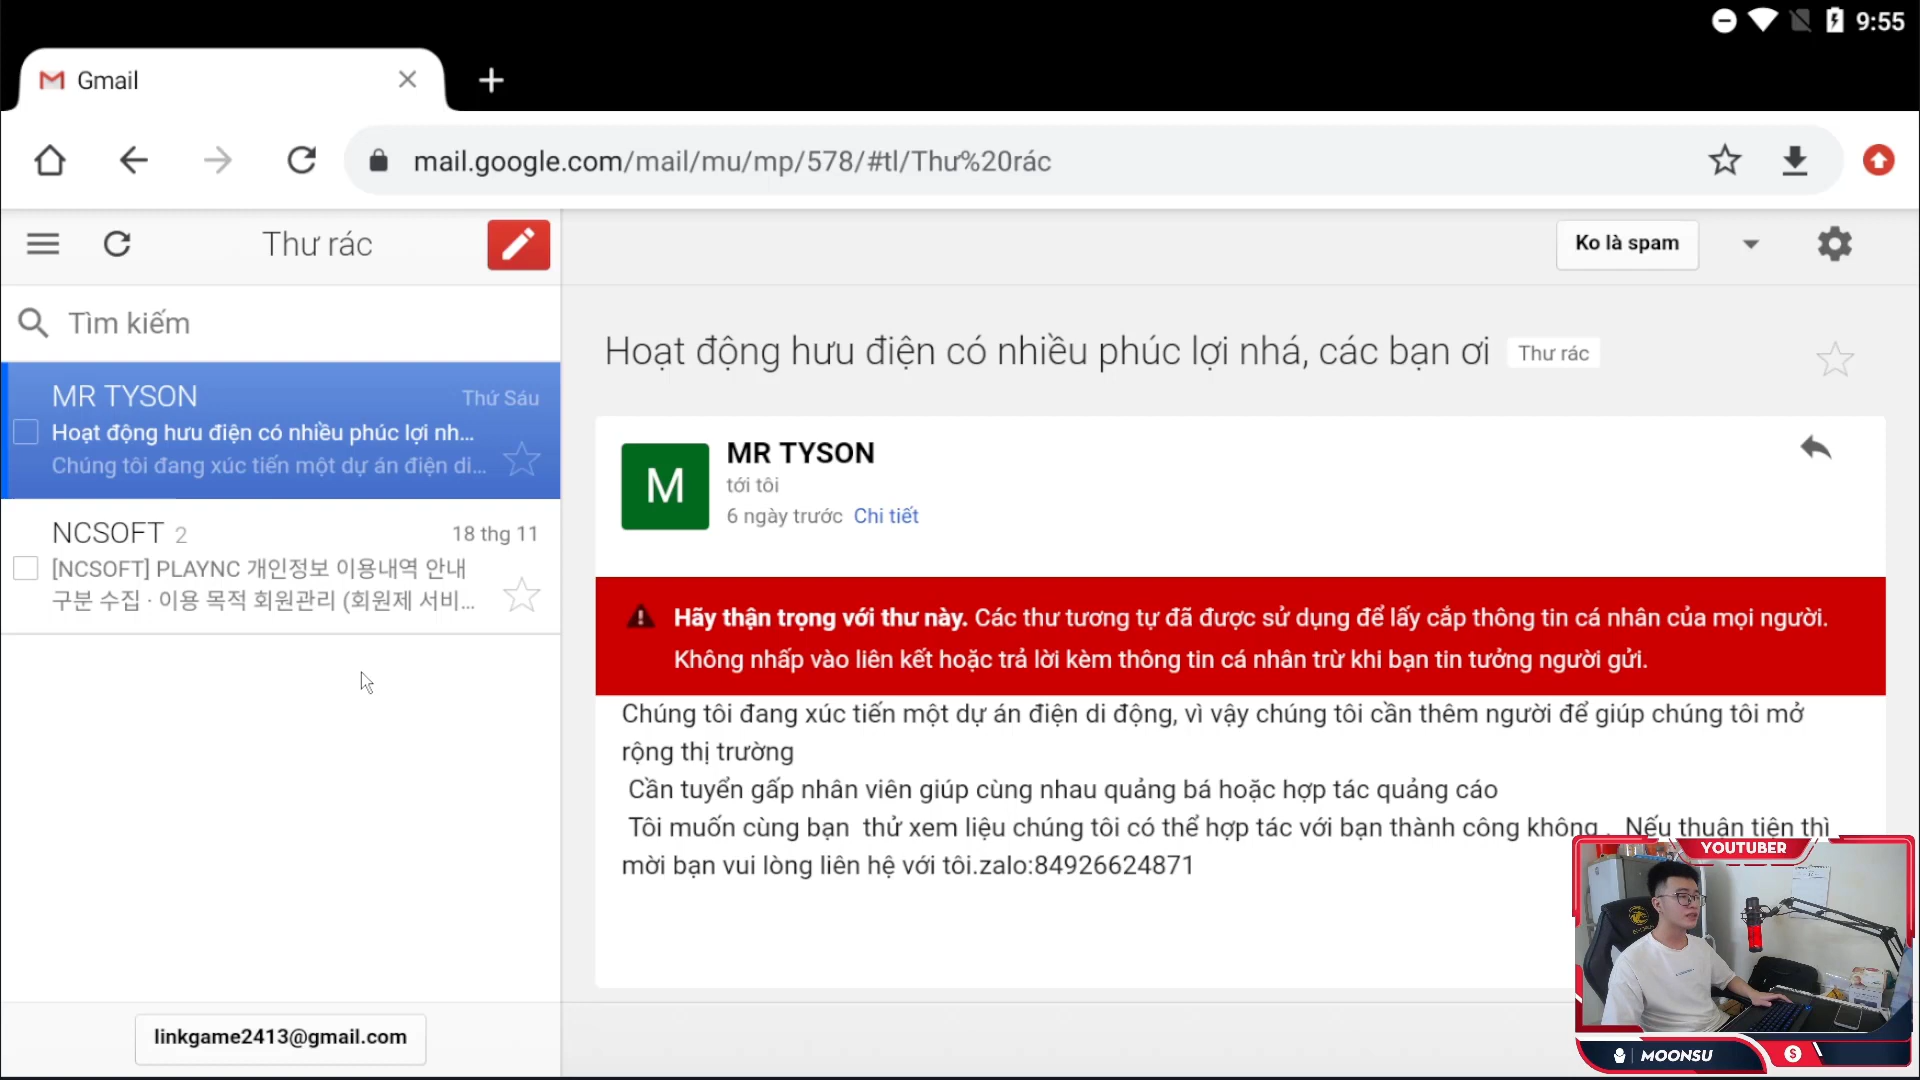 9:55
Gmail
mail.google.com/mail/mu/mp/578/#tl/Thư%20rác
Thư rác
Ko là spam
Tìm kiếm
MR TYSON
Thứ Sáu
Hoạt động hưu điện có nhiều phúc lợi nh...
Chúng tôi đang xúc tiến một dự án điện di...
NCSOFT 2
18 thg 11
[NCSOFT] PLAYNC 개인정보 이용내역 안내
구분 수집 · 이용 목적 회원관리 (회원제 서비...
linkgame2413@gmail.com
Hoạt động hưu điện có nhiều phúc lợi nhá, các bạn ơi
Thư rác
M
MR TYSON
tới tôi
6 ngày trước Chi tiết
Hãy thận trọng với thư này. Các thư tương tự đã được sử dụng để lấy cắp thông tin cá nhân của mọi người.
Không nhấp vào liên kết hoặc trả lời kèm thông tin cá nhân trừ khi bạn tin tưởng người gửi.
Chúng tôi đang xúc tiến một dự án điện di động, vì vậy chúng tôi cần thêm người để giúp chúng tôi mở
rộng thị trường
Cần tuyển gấp nhân viên giúp cùng nhau quảng bá hoặc hợp tác quảng cáo
Tôi muốn cùng bạn thử xem liệu chúng tôi có thể hợp tác với bạn thành công không . Nếu thuận tiện thì
mời bạn vui lòng liên hệ với tôi.zalo:84926624871
YOUTUBER
MOONSU
$